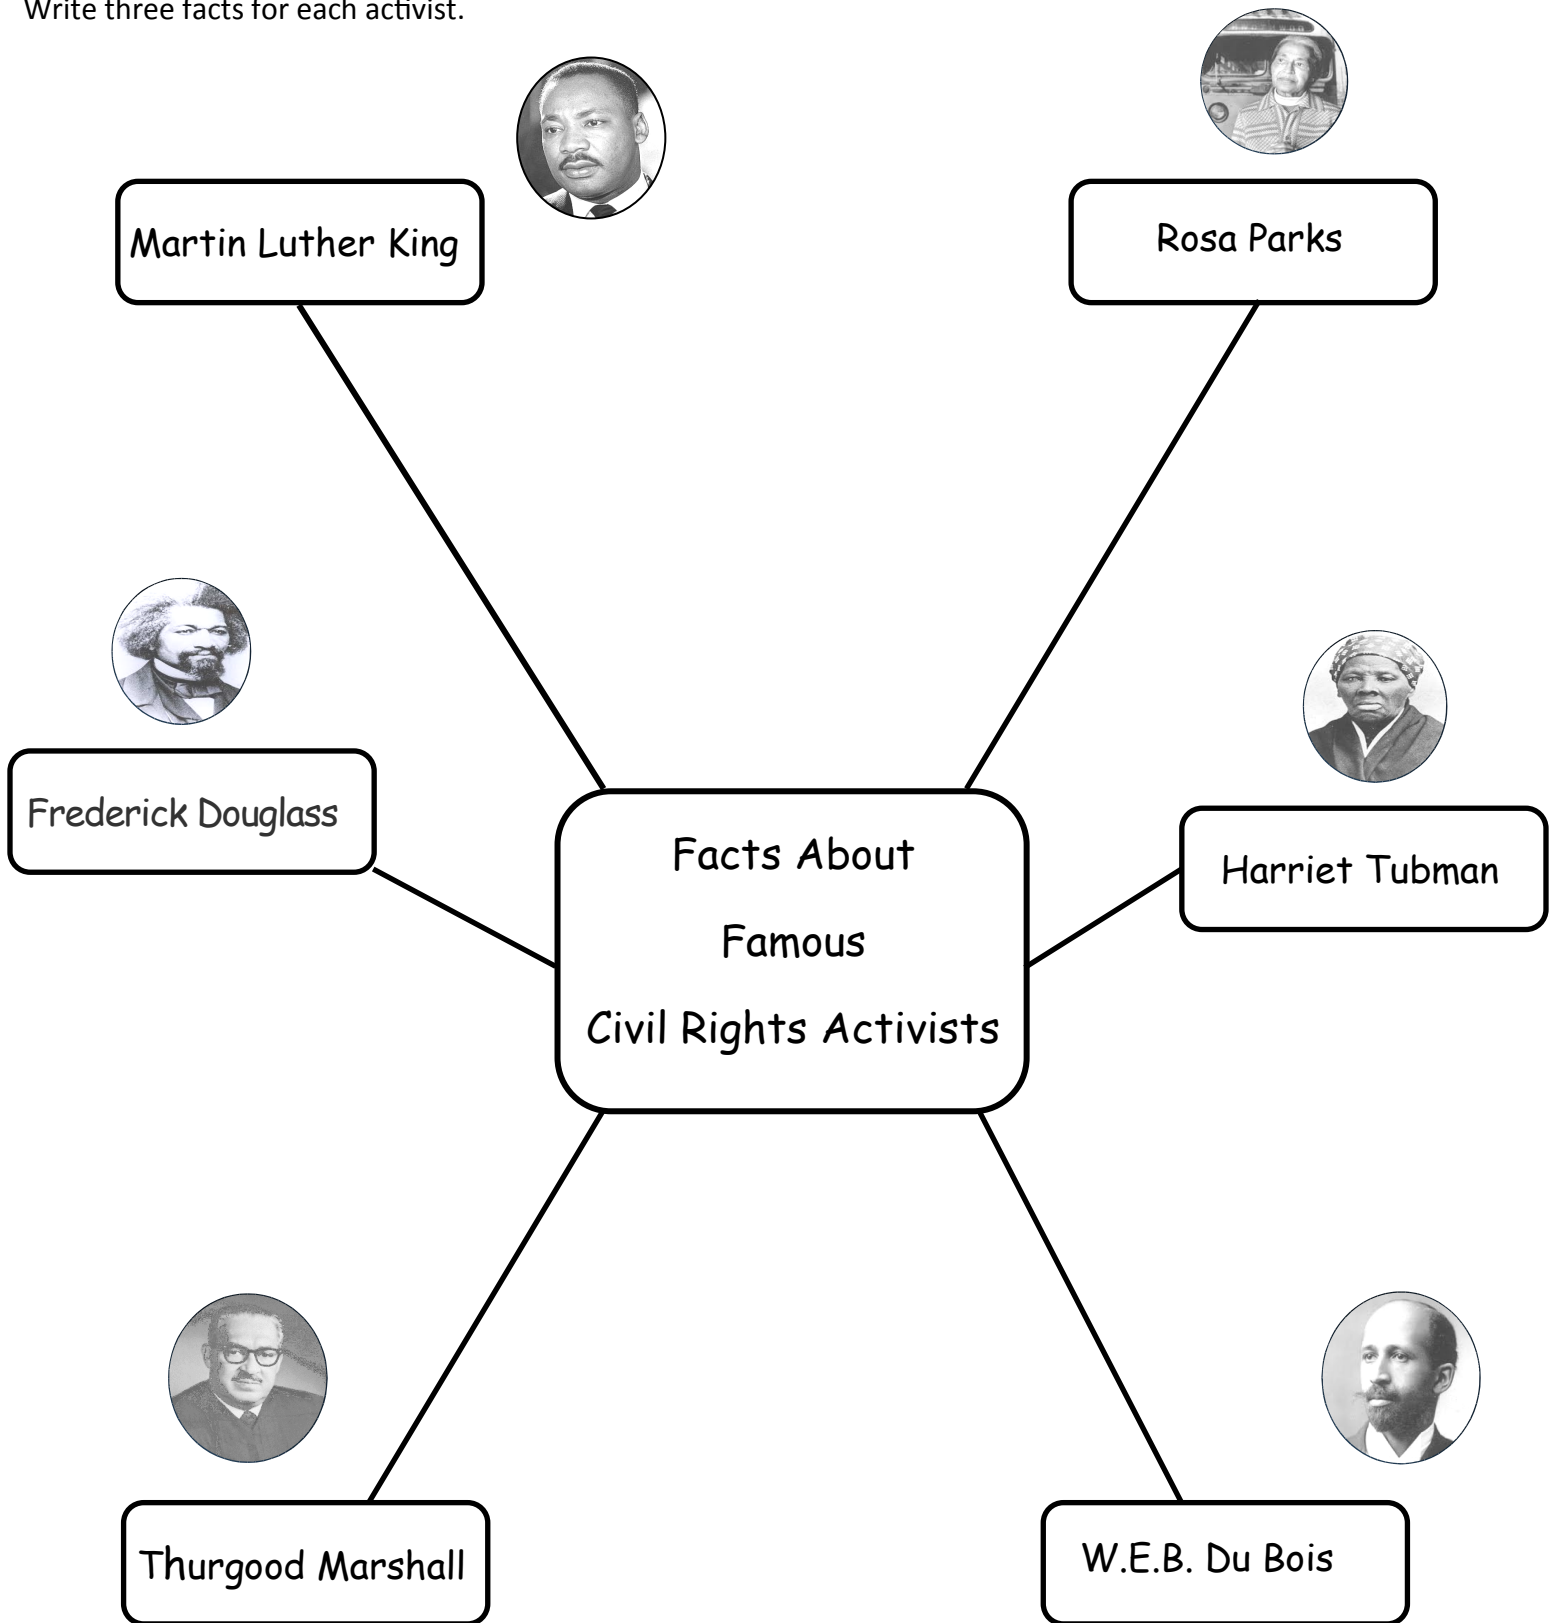 Write three facts for each activist.
Martin Luther King
Rosa Parks
Frederick Douglass
Harriet Tubman
Facts About
Famous
Civil Rights Activists
Thurgood Marshall
W.E.B. Du Bois